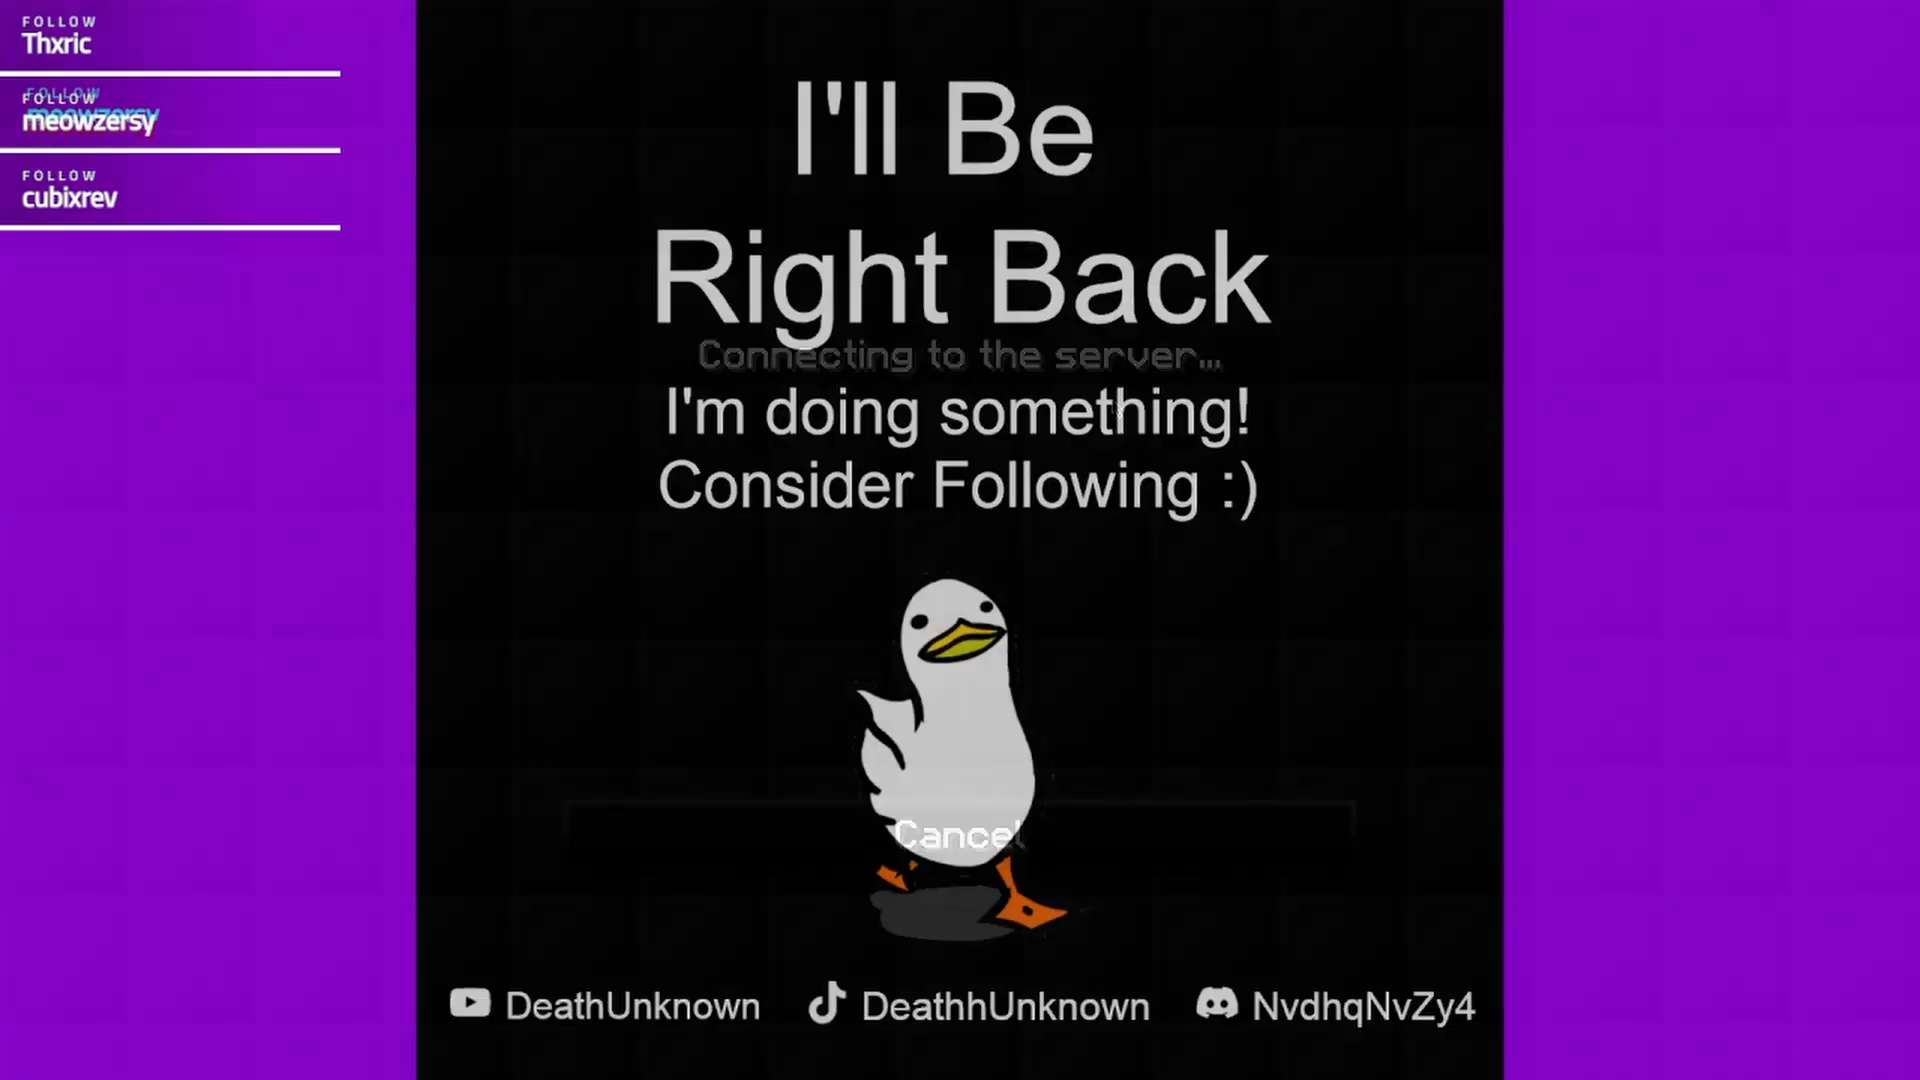 FOLLOW
Thxric
FOLLOW
meowzersy
FOLLOW
cubixrev
I'll Be
Right Back
Connecting to the server...
I'm doing something!
Consider Following :)
Cancel
DeathUnknown
DeathhUnknown
NvdhqNvZy4